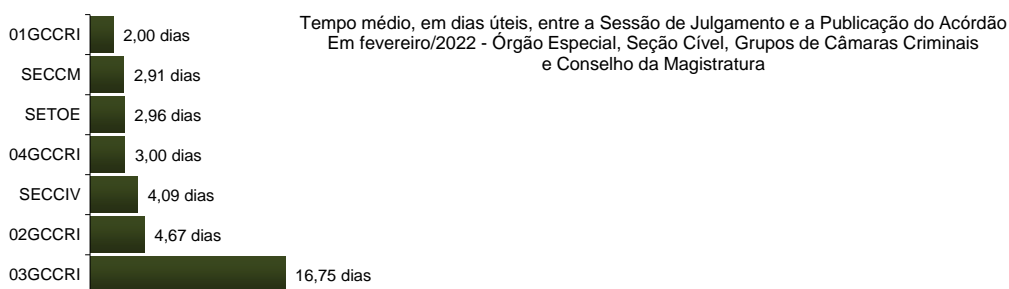 Tempo médio, em dias úteis, entre a Sessão de Julgamento e a Publicação do Acórdão
Em fevereiro/2022 - Órgão Especial, Seção Cível, Grupos de Câmaras Criminais
e Conselho da Magistratura
01GCCRI 2,00 dias
SECCM 2,91 dias
SETOE 2,96 dias
04GCCRI 3,00 dias
SECCIV 4,09 dias
02GCCRI 4,67 dias
03GCCRI 16,75 dias